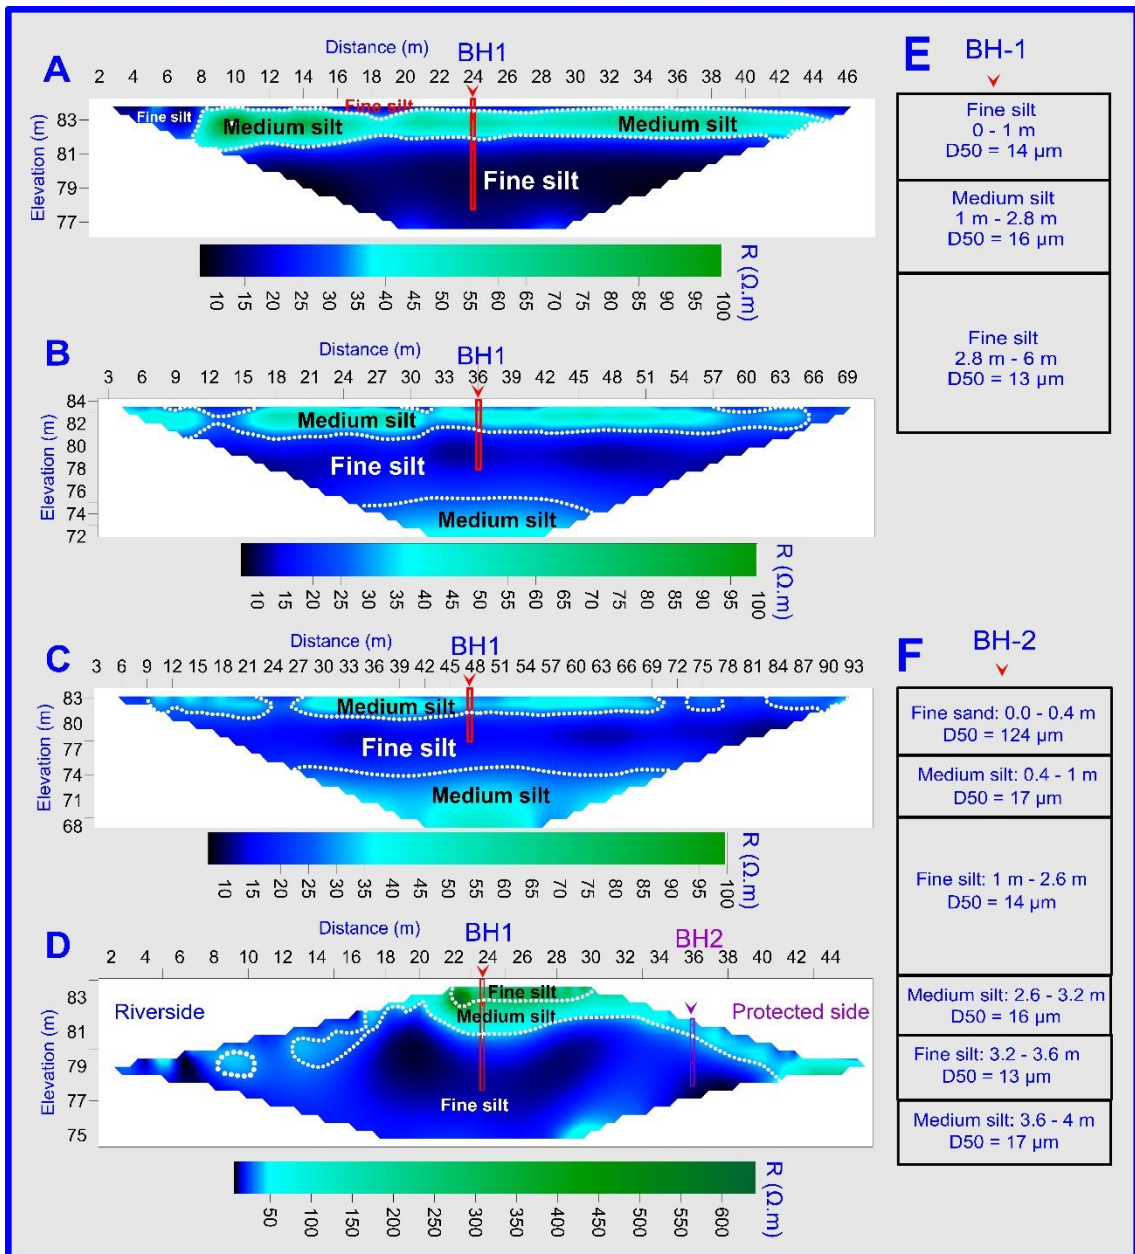 A
Distance (m)
BH1
2 4 6 8 10 12 14 16 18 20 22 24 26 28 30 32 34 36 38 40 42 44 46
Elevation (m)
83
81
79
77
Fine silt
Fine silt
Medium silt
Medium silt
Fine silt
R (Ω.m)
10 15 20 25 30 35 40 45 50 55 60 65 70 75 80 85 90 95 100
B
Distance (m)
BH1
3 6 9 12 15 18 21 24 27 30 33 36 39 42 45 48 51 54 57 60 63 66 69
Elevation (m)
84
82
80
78
76
74
72
Medium silt
Fine silt
Medium silt
R (Ω.m)
10 15 20 25 30 35 40 45 50 55 60 65 70 75 80 85 90 95 100
C
Distance (m)
BH1
3 6 9 12 15 18 21 24 27 30 33 36 39 42 45 48 51 54 57 60 63 66 69 72 75 78 81 84 87 90 93
Elevation (m)
83
80
77
74
71
68
Medium silt
Fine silt
Medium silt
R (Ω.m)
10 15 20 25 30 35 40 45 50 55 60 65 70 75 80 85 90 95 100
D
Distance (m)
BH1
BH2
2 4 6 8 10 12 14 16 18 20 22 24 26 28 30 32 34 36 38 40 42 44
Elevation (m)
83
81
79
77
75
Riverside
Fine silt
Medium silt
Protected side
Fine silt
R (Ω.m)
50 100 150 200 250 300 350 400 450 500 550 600
E
BH-1
Fine silt
0 - 1 m
D50 = 14 µm
Medium silt
1 m - 2.8 m
D50 = 16 µm
Fine silt
2.8 m - 6 m
D50 = 13 µm
F
BH-2
Fine sand: 0.0 - 0.4 m
D50 = 124 µm
Medium silt: 0.4 - 1 m
D50 = 17 µm
Fine silt: 1 m - 2.6 m
D50 = 14 µm
Medium silt: 2.6 - 3.2 m
D50 = 16 µm
Fine silt: 3.2 - 3.6 m
D50 = 13 µm
Medium silt: 3.6 - 4 m
D50 = 17 µm